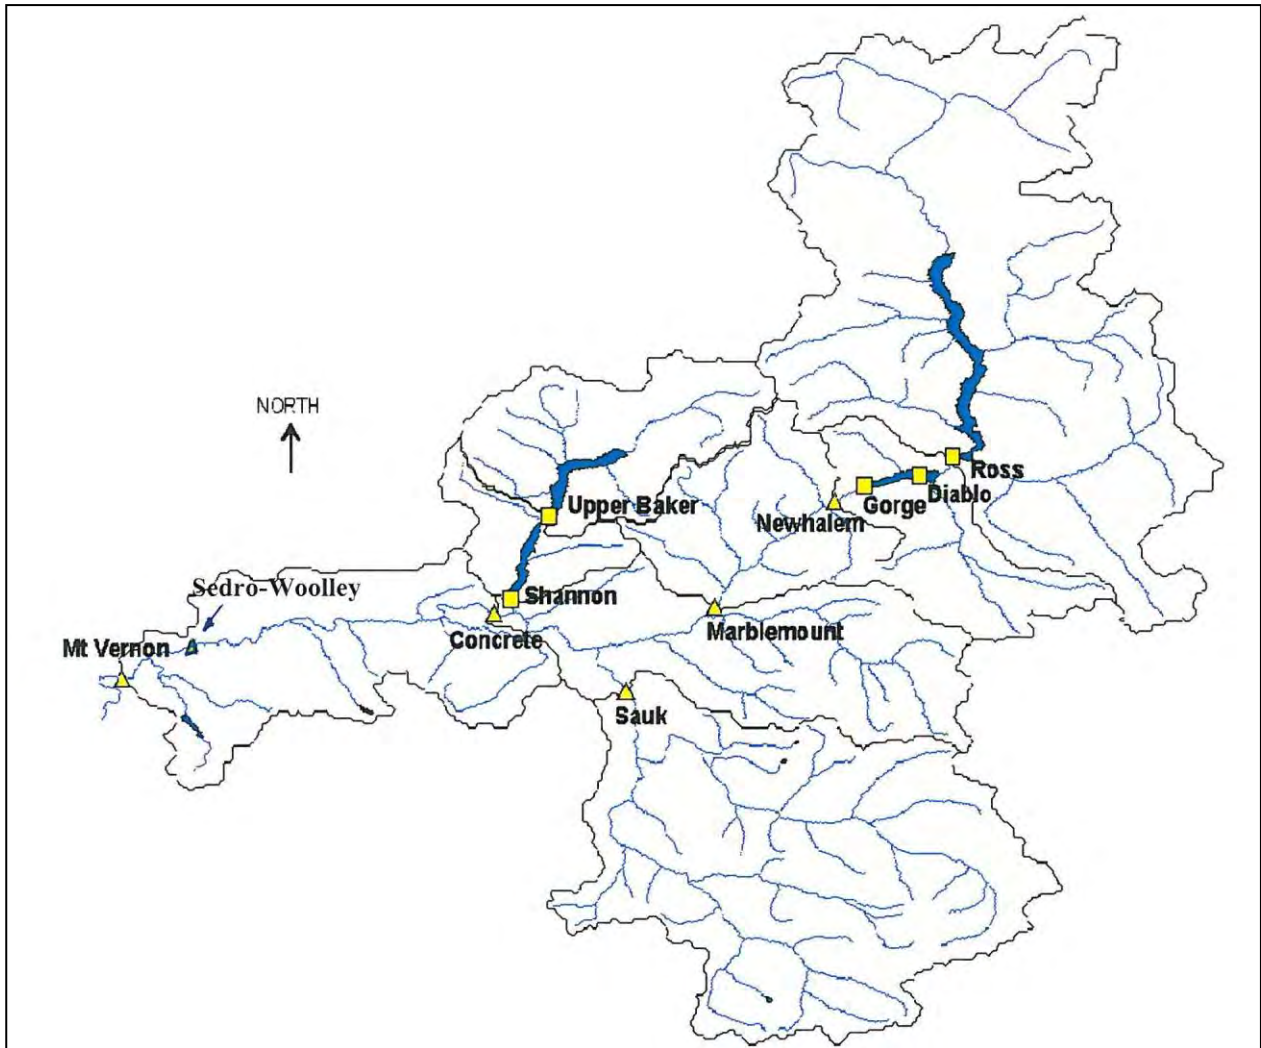 NORTH
Ross
Diablo
Gorge
Upper Baker
Newhalem
Sedro-Woolley
Shannon
Marblemount
Concrete
Mt Vernon
Sauk